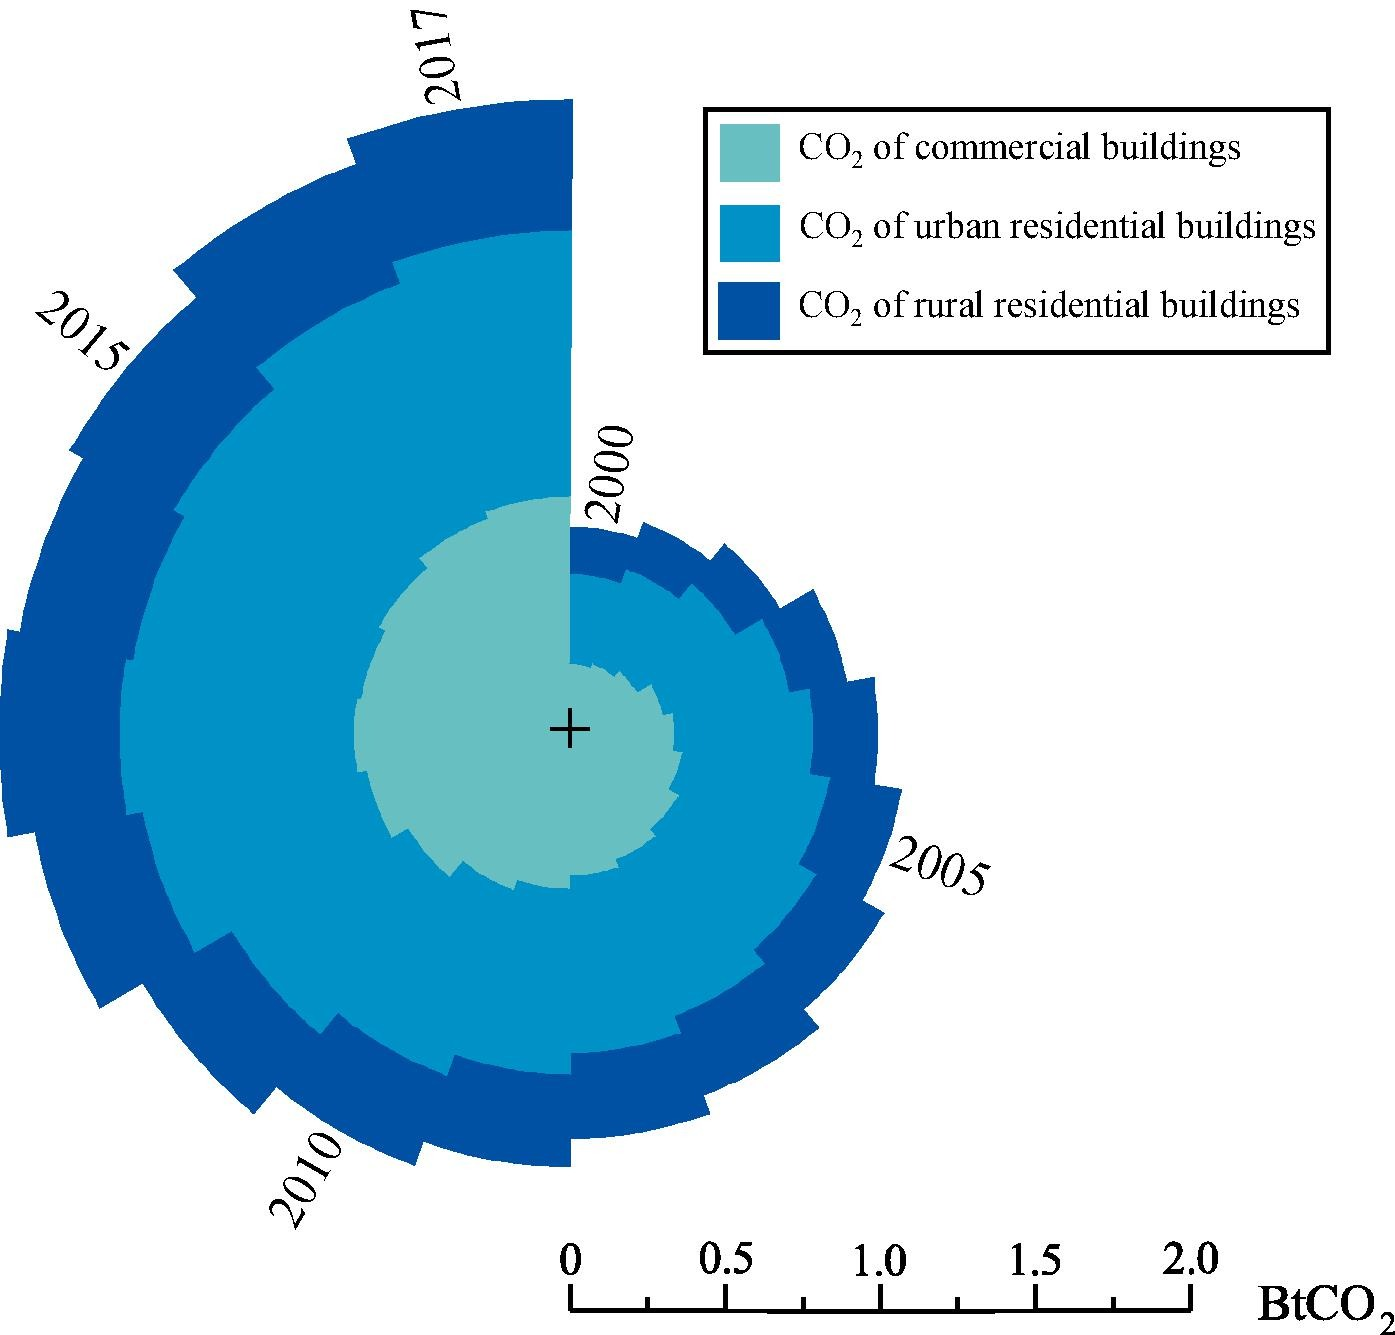 2017
CO₂ of commercial buildings
CO₂ of urban residential buildings
CO₂ of rural residential buildings
2015
2000
2005
2010
0 0.5 1.0 1.5 2.0
BtCO₂